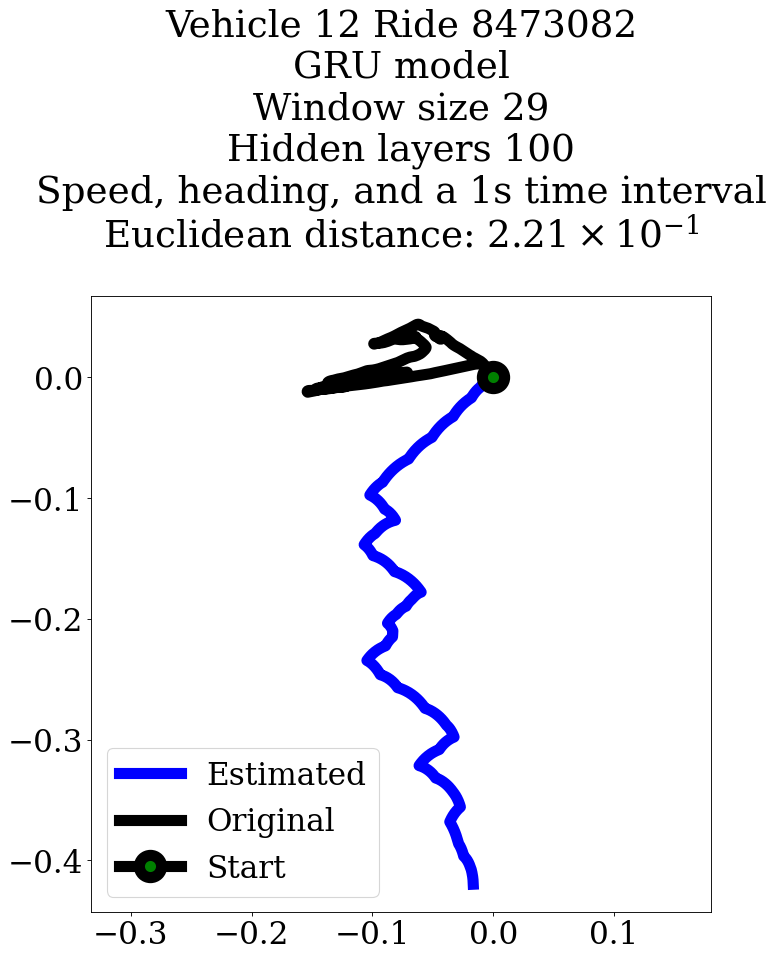 Vehicle 12 Ride 8473082
GRU model
Window size 29
Hidden layers 100
Speed, heading, and a 1s time interval
Euclidean distance: 2.21 × 10⁻¹
0.0
−0.1
−0.2
−0.3
−0.4
Estimated
Original
Start
−0.3 −0.2 −0.1 0.0 0.1